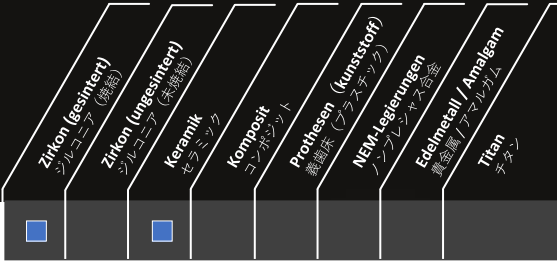 Zirkon (gesintert)
ジルコニア（焼結）
Zirkon (ungesintert)
ジルコニア（未焼結）
Keramik
セラミック
Komposit
コンポジット
Prothesen（kunststoff）
義歯床（プラスチック）
NEM-Legierungen
ノンプレシャス合金
Edelmetall / Amalgam
貴金属 / アマルガム
Titan
チタン